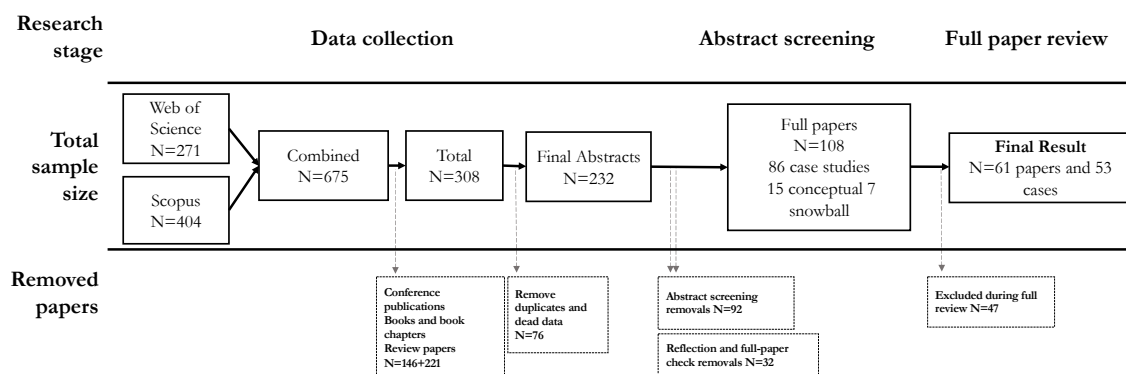 Research
stage
Data collection
Abstract screening
Full paper review
Total
sample
size
Web of
Science
N=271
Scopus
N=404
Combined
N=675
Total
N=308
Final Abstracts
N=232
Full papers
N=108
86 case studies
15 conceptual 7
snowball
Final Result
N=61 papers and 53
cases
Removed
papers
Conference
publications
Books and book
chapters
Review papers
N=146+221
Remove
duplicates and
dead data
N=76
Abstract screening
removals N=92
Reflection and full-paper
check removals N=32
Excluded during full
review N=47